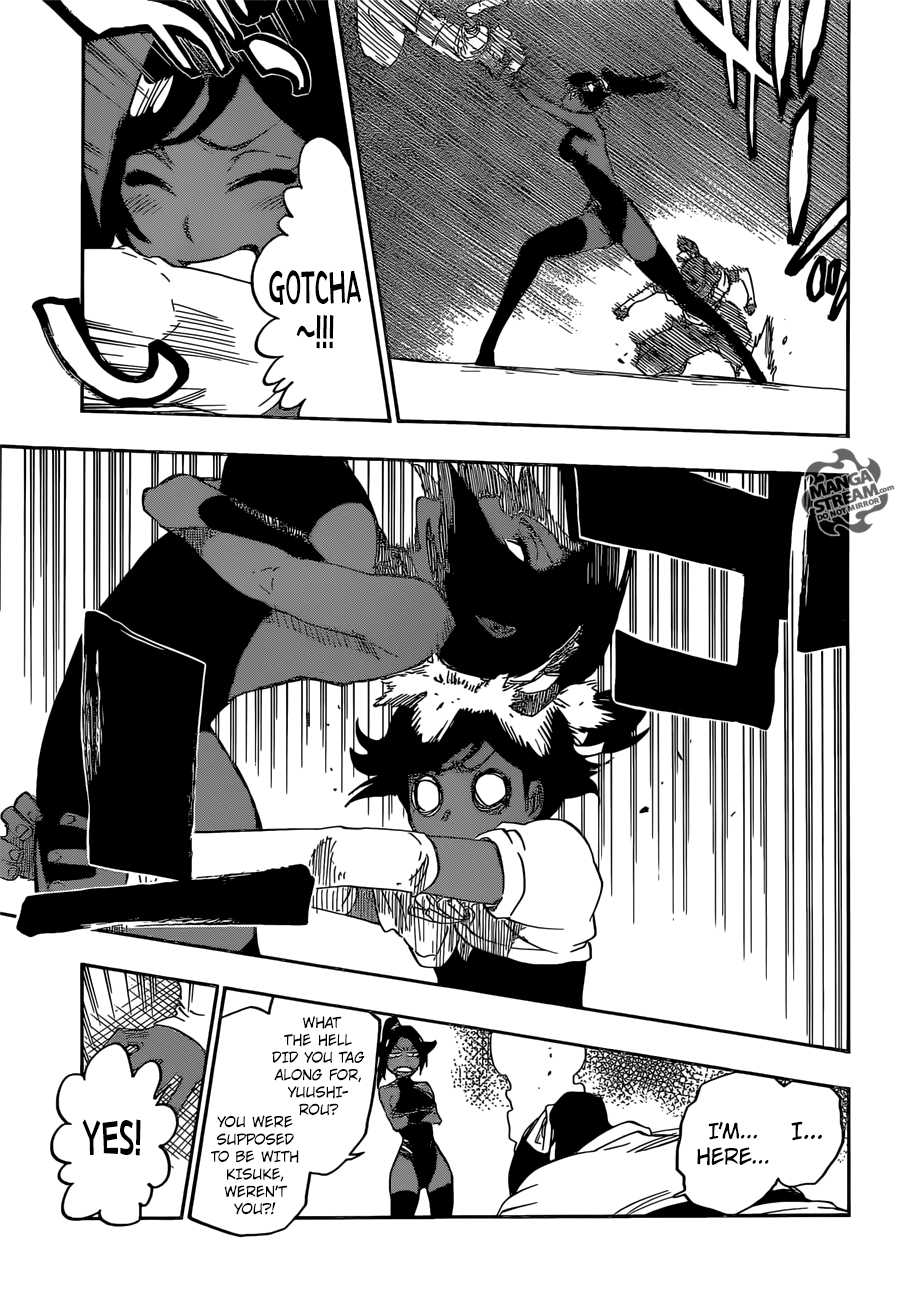 GOTCHA
~!!!
MANGA
STREAM.com
DO NOT MIRROR
I...
I'M...
HERE...
WHAT
THE HELL
DID YOU TAG
ALONG FOR,
YUUSHI-
ROU?
YOU WERE
SUPPOSED
TO BE WITH
KISUKE,
WEREN'T
YOU?!
YES!